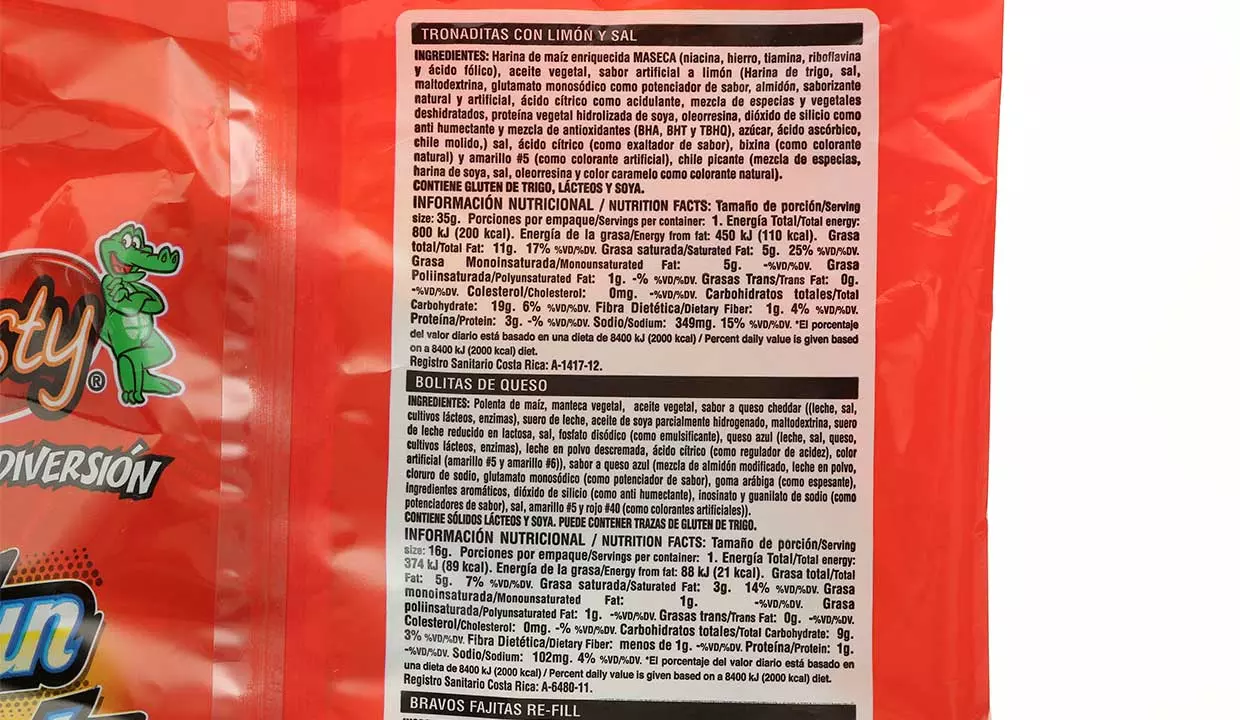 TRONADITAS CON LIMÓN Y SAL
INGREDIENTES: Harina de maíz enriquecida MASECA (niacina, hierro, tiamina, riboflavina
y ácido fólico), aceite vegetal, sabor artificial a limón (Harina de trigo, sal,
maltodextrina, glutamato monosódico como potenciador de sabor, almidón, saborizante
natural y artificial, ácido cítrico como acidulante, mezcla de especias y vegetales
deshidratados, proteína vegetal hidrolizada de soya, oleorresina, dióxido de silicio como
anti humectante y mezcla de antioxidantes (BHA, BHT y TBHQ), azúcar, ácido ascórbico,
chile molido,) sal, ácido cítrico (como exaltador de sabor), bixina (como colorante
natural) y amarillo #5 (como colorante artificial), chile picante (mezcla de especias,
harina de soya, sal, oleorresina y color caramelo como colorante natural).
CONTIENE GLUTEN DE TRIGO, LÁCTEOS Y SOYA.
INFORMACIÓN NUTRICIONAL / NUTRITION FACTS: Tamaño de porción/Serving
size: 35g. Porciones por empaque/Servings per container: 1. Energía Total/Total energy:
800 kJ (200 kcal). Energía de la grasa/Energy from fat: 450 kJ (110 kcal). Grasa
total/Total Fat: 11g. 17% %VD/%DV. Grasa saturada/Saturated Fat: 5g. 25% %VD/%DV.
Grasa Monoinsaturada/Monounsaturated Fat: 5g. -%VD/%DV. Grasa
Poliinsaturada/Polyunsaturated Fat: 1g. -% %VD/%DV. Grasas Trans/Trans Fat: 0g.
-%VD/%DV. Colesterol/Cholesterol: 0mg. -%VD/%DV. Carbohidratos totales/Total
Carbohydrate: 19g. 6% %VD/%DV. Fibra Dietética/Dietary Fiber: 1g. 4% %VD/%DV.
Proteína/Protein: 3g. -% %VD/%DV. Sodio/Sodium: 349mg. 15% %VD/%DV. *El porcentaje
del valor diario está basado en una dieta de 8400 kJ (2000 kcal) / Percent daily value is given based
on a 8400 kJ (2000 kcal) diet.
Registro Sanitario Costa Rica: A-1417-12.
BOLITAS DE QUESO
INGREDIENTES: Polenta de maíz, manteca vegetal, aceite vegetal, sabor a queso cheddar ((leche, sal,
cultivos lácteos, enzimas), suero de leche, aceite de soya parcialmente hidrogenado, maltodextrina, suero
de leche reducido en lactosa, sal, fosfato disódico (como emulsificante), queso azul (leche, sal, queso,
cultivos lácteos, enzimas), leche en polvo descremada, ácido cítrico (como regulador de acidez), color
artificial (amarillo #5 y amarillo #6)), sabor a queso azul (mezcla de almidón modificado, leche en polvo,
cloruro de sodio, glutamato monosódico (como potenciador de sabor), goma arábiga (como espesante),
Ingredientes aromáticos, dióxido de silicio (como anti humectante), inosinato y guanilato de sodio (como
potenciadores de sabor), sal, amarillo #5 y rojo #40 (como colorantes artificiales)).
CONTIENE SÓLIDOS LÁCTEOS Y SOYA. PUEDE CONTENER TRAZAS DE GLUTEN DE TRIGO.
INFORMACIÓN NUTRICIONAL / NUTRITION FACTS: Tamaño de porción/Serving
size: 16g. Porciones por empaque/Servings per container: 1. Energía Total/Total energy:
374 kJ (89 kcal). Energía de la grasa/Energy from fat: 88 kJ (21 kcal). Grasa total/Total
Fat: 5g. 7% %VD/%DV. Grasa saturada/Saturated Fat: 3g. 14% %VD/%DV. Grasa
monoinsaturada/Monounsaturated Fat: 1g. -%VD/%DV. Grasa
poliinsaturada/Polyunsaturated Fat: 1g. -%VD/%DV. Grasas trans/Trans Fat: 0g. -%VD/%DV.
Colesterol/Cholesterol: 0mg. -% %VD/%DV. Carbohidratos totales/Total Carbohydrate: 9g.
3% %VD/%DV. Fibra Dietética/Dietary Fiber: menos de 1g. -%VD/%DV. Proteína/Protein: 1g.
-%VD/%DV. Sodio/Sodium: 102mg. 4% %VD/%DV. *El porcentaje del valor diario está basado en
una dieta de 8400 kJ (2000 kcal) / Percent daily value is given based on a 8400 kJ (2000 kcal) diet.
Registro Sanitario Costa Rica: A-6480-11.
BRAVOS FAJITAS RE-FILL
sty®
DIVERSIÓN
un